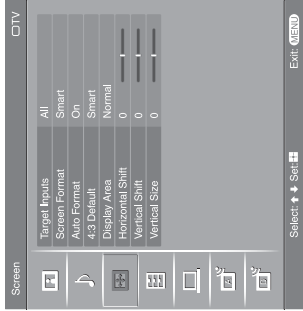 Screen TV
Target Inputs All
Screen Format Smart
Auto Format On
4:3 Default Smart
Display Area Normal
Horizontal Shift 0
Vertical Shift 0
Vertical Size 0
Select: Set: Exit: MENU